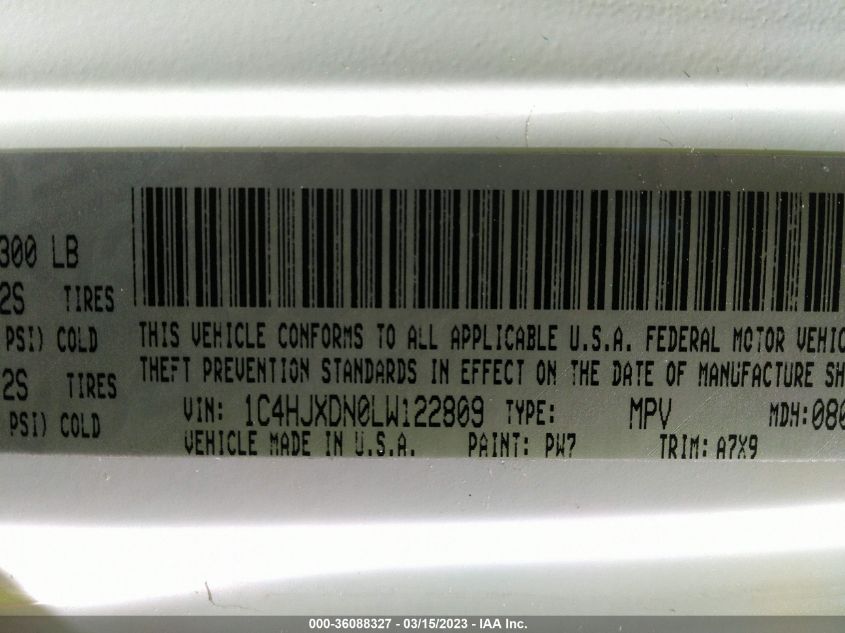 300 LB
2S TIRES
PSI) COLD
2S TIRES
PSI) COLD
THIS VEHICLE CONFORMS TO ALL APPLICABLE U.S.A. FEDERAL MOTOR VEHIC
THEFT PREVENTION STANDARDS IN EFFECT ON THE DATE OF MANUFACTURE SH
VIN: 1C4HJXDN0LW122809 TYPE: MPV MDH:080
VEHICLE MADE IN U.S.A. PAINT: PW7 TRIM: A7X9
000-36088327 - 03/15/2023 - IAA Inc.